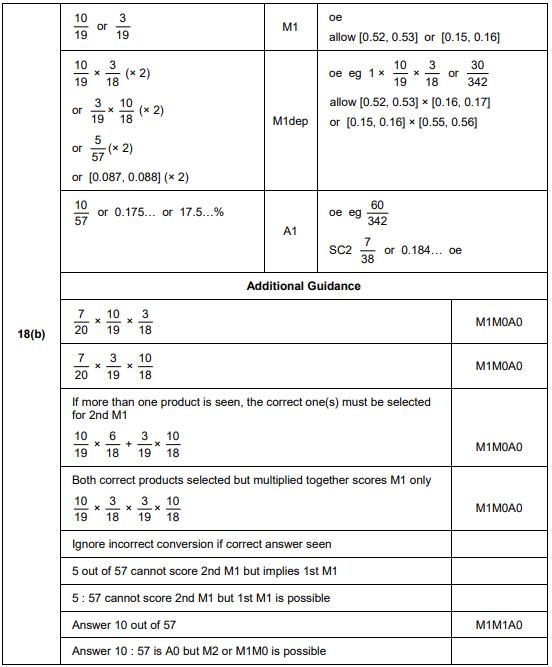 10/19 or 3/19
M1
oe
allow [0.52, 0.53] or [0.15, 0.16]
10/19 × 3/18 (× 2)
or 3/19 × 10/18 (× 2)
or 5/57 (× 2)
or [0.087, 0.088] (× 2)
M1dep
oe eg 1 × 10/19 × 3/18 or 30/342
allow [0.52, 0.53] × [0.16, 0.17]
or [0.15, 0.16] × [0.55, 0.56]
10/57 or 0.175… or 17.5…%
A1
oe eg 60/342
SC2 7/38 or 0.184… oe
Additional Guidance
18(b)
7/20 × 10/19 × 3/18
M1M0A0
7/20 × 3/19 × 10/18
M1M0A0
If more than one product is seen, the correct one(s) must be selected
for 2nd M1
10/19 × 6/18 + 3/19 × 10/18
M1M0A0
Both correct products selected but multiplied together scores M1 only
10/19 × 3/18 × 3/19 × 10/18
M1M0A0
Ignore incorrect conversion if correct answer seen
5 out of 57 cannot score 2nd M1 but implies 1st M1
5 : 57 cannot score 2nd M1 but 1st M1 is possible
Answer 10 out of 57
M1M1A0
Answer 10 : 57 is A0 but M2 or M1M0 is possible